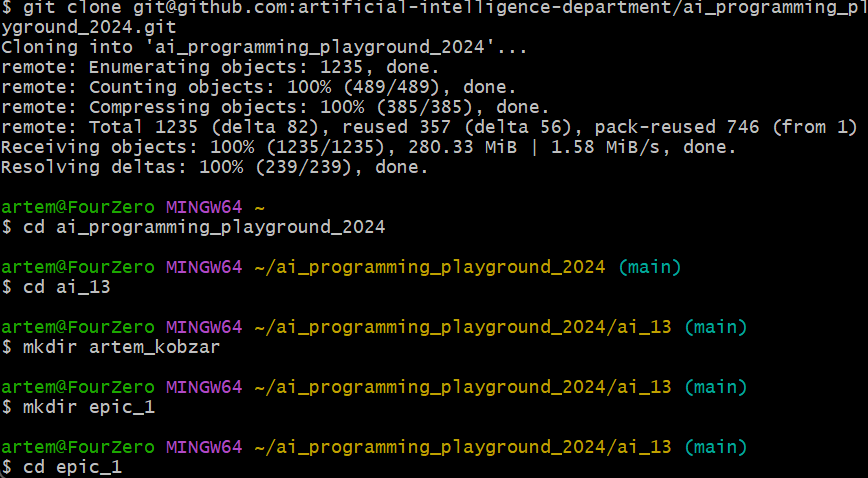 $ git clone git@github.com:artificial-intelligence-department/ai_programming_pl
yground_2024.git
Cloning into 'ai_programming_playground_2024'...
remote: Enumerating objects: 1235, done.
remote: Counting objects: 100% (489/489), done.
remote: Compressing objects: 100% (385/385), done.
remote: Total 1235 (delta 82), reused 357 (delta 56), pack-reused 746 (from 1)
Receiving objects: 100% (1235/1235), 280.33 MiB | 1.58 MiB/s, done.
Resolving deltas: 100% (239/239), done.
artem@FourZero MINGW64 ~
$ cd ai_programming_playground_2024
artem@FourZero MINGW64 ~/ai_programming_playground_2024 (main)
$ cd ai_13
artem@FourZero MINGW64 ~/ai_programming_playground_2024/ai_13 (main)
$ mkdir artem_kobzar
artem@FourZero MINGW64 ~/ai_programming_playground_2024/ai_13 (main)
$ mkdir epic_1
artem@FourZero MINGW64 ~/ai_programming_playground_2024/ai_13 (main)
$ cd epic_1